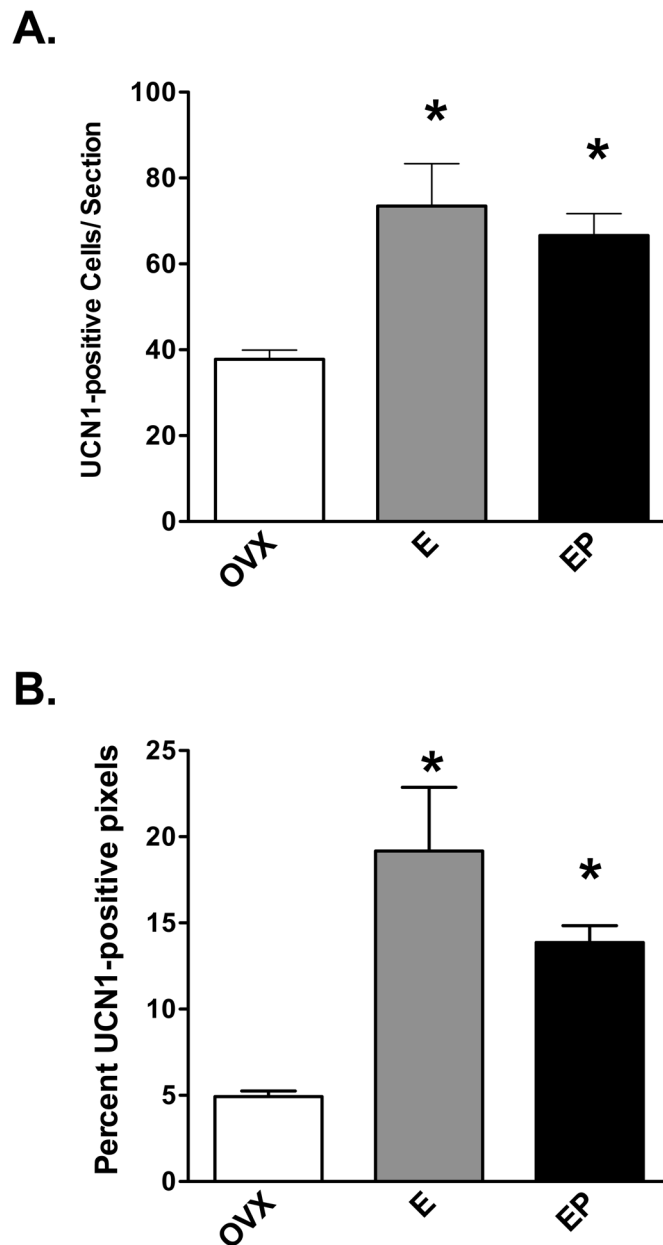 A.
UCN1-positive Cells/ Section
100
80
60
40
20
0
*
*
OVX
E
EP
B.
Percent UCN1-positive pixels
25
20
15
10
5
0
*
*
OVX
E
EP